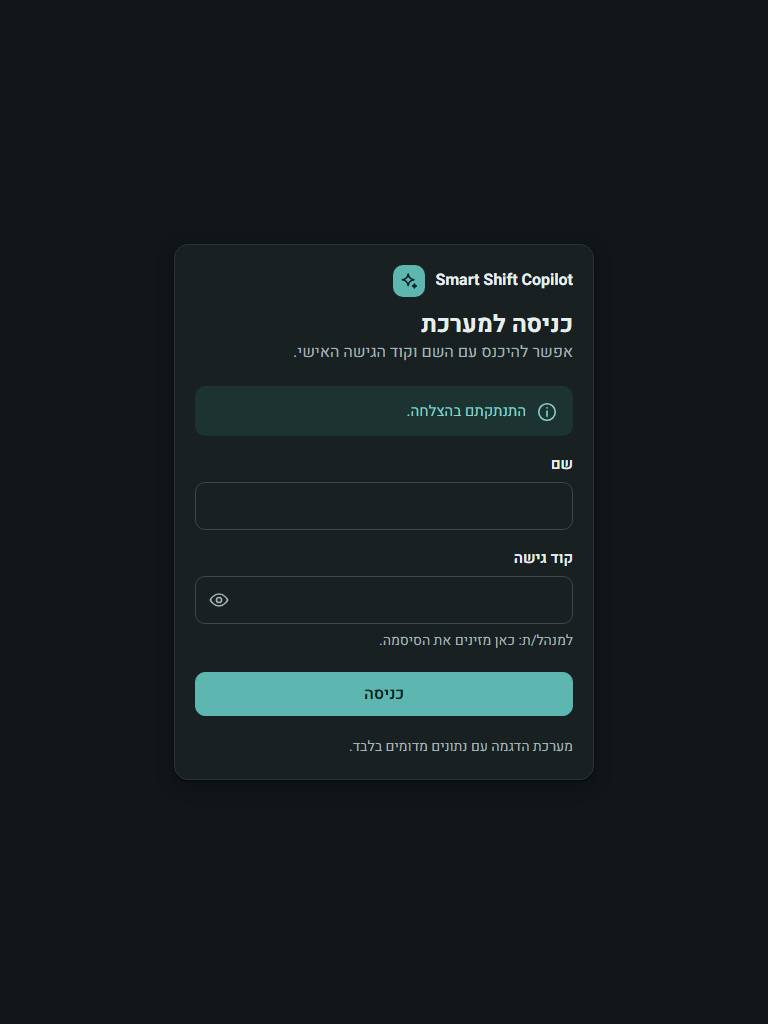 Smart Shift Copilot
כניסה למערכת
אפשר להיכנס עם השם וקוד הגישה האישי.
התנתקתם בהצלחה.
שם
קוד גישה
למנהל/ת: כאן מזינים את הסיסמה.
כניסה
מערכת הדגמה עם נתונים מדומים בלבד.